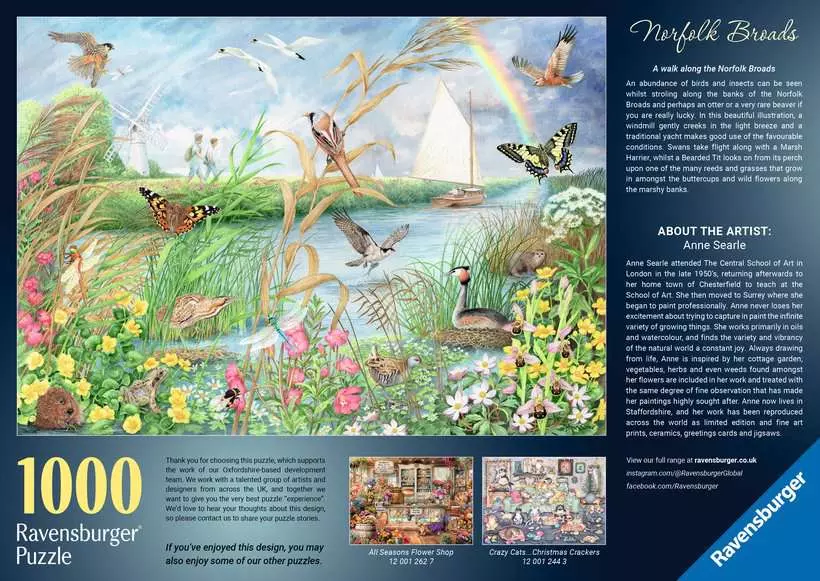 Norfolk Broads
A walk along the Norfolk Broads
An abundance of birds and insects can be seen
whilst stroling along the banks of the Norfolk
Broads and perhaps an otter or a very rare beaver if
you are really lucky. In this beautiful illustration, a
windmill gently creeks in the light breeze and a
traditional yacht makes good use of the favourable
conditions. Swans take flight along with a Marsh
Harrier, whilst a Bearded Tit looks on from its perch
upon one of the many reeds and grasses that grow
in amongst the buttercups and wild flowers along
the marshy banks.
ABOUT THE ARTIST:
Anne Searle
Anne Searle attended The Central School of Art in
London in the late 1950's, returning afterwards to
her home town of Chesterfield to teach at the
School of Art. She then moved to Surrey where she
began to paint professionally. Anne never loses her
excitement about trying to capture in paint the infinite
variety of growing things. She works primarily in oils
and watercolour, and finds the variety and vibrancy
of the natural world a constant joy. Always drawing
from life, Anne is inspired by her cottage garden;
vegetables, herbs and even weeds found amongst
her flowers are included in her work and treated with
the same degree of fine observation that has made
her paintings highly sought after. Anne now lives in
Staffordshire, and her work has been reproduced
across the world as limited edition and fine art
prints, ceramics, greetings cards and jigsaws.
View our full range at ravensburger.co.uk
instagram.com/@RavensburgerGlobal
facebook.com/Ravensburger
Ravensburger
1000
Ravensburger®
Puzzle
Thank you for choosing this puzzle, which supports
the work of our Oxfordshire-based development
team. We work with a talented group of artists and
designers from across the UK, and together we
want to give you the very best puzzle "experience".
We'd love to hear your thoughts about this design,
so please contact us to share your puzzle stories.
If you've enjoyed this design, you may
also enjoy some of our other puzzles.
All Seasons Flower Shop
12 001 262 7
Crazy Cats...Christmas Crackers
12 001 244 3